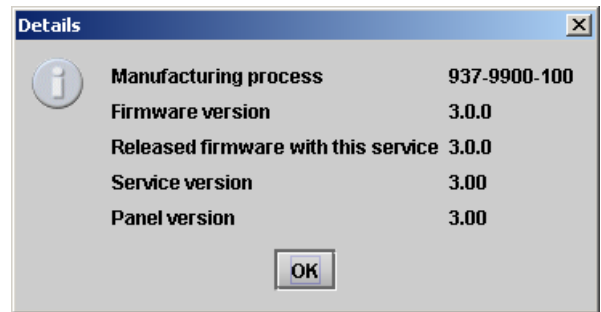 Details
Manufacturing process 937-9900-100
Firmware version 3.0.0
Released firmware with this service 3.0.0
Service version 3.00
Panel version 3.00
OK